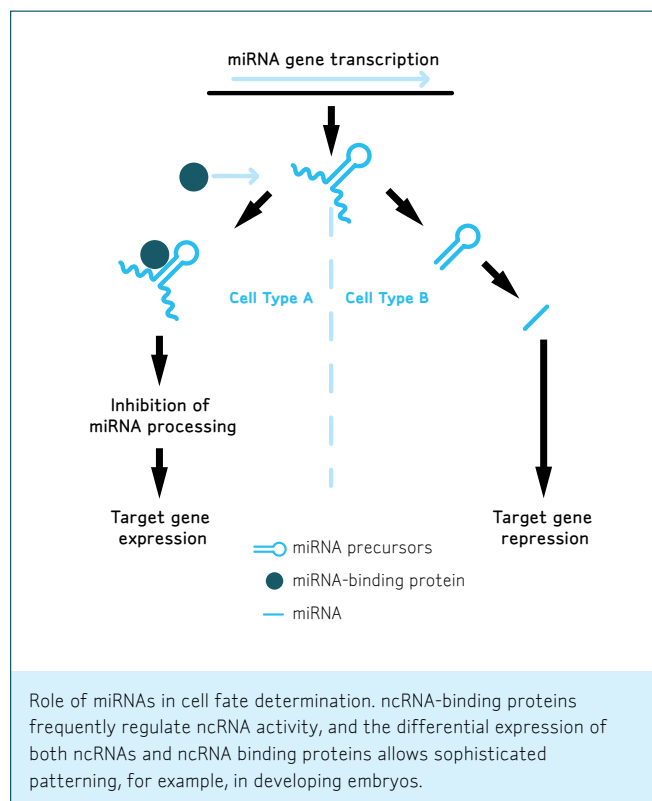 miRNA gene transcription
Cell Type A
Cell Type B
Inhibition of
miRNA processing
Target gene
expression
Target gene
repression
miRNA precursors
miRNA-binding protein
miRNA
Role of miRNAs in cell fate determination. ncRNA-binding proteins
frequently regulate ncRNA activity, and the differential expression of
both ncRNAs and ncRNA binding proteins allows sophisticated
patterning, for example, in developing embryos.